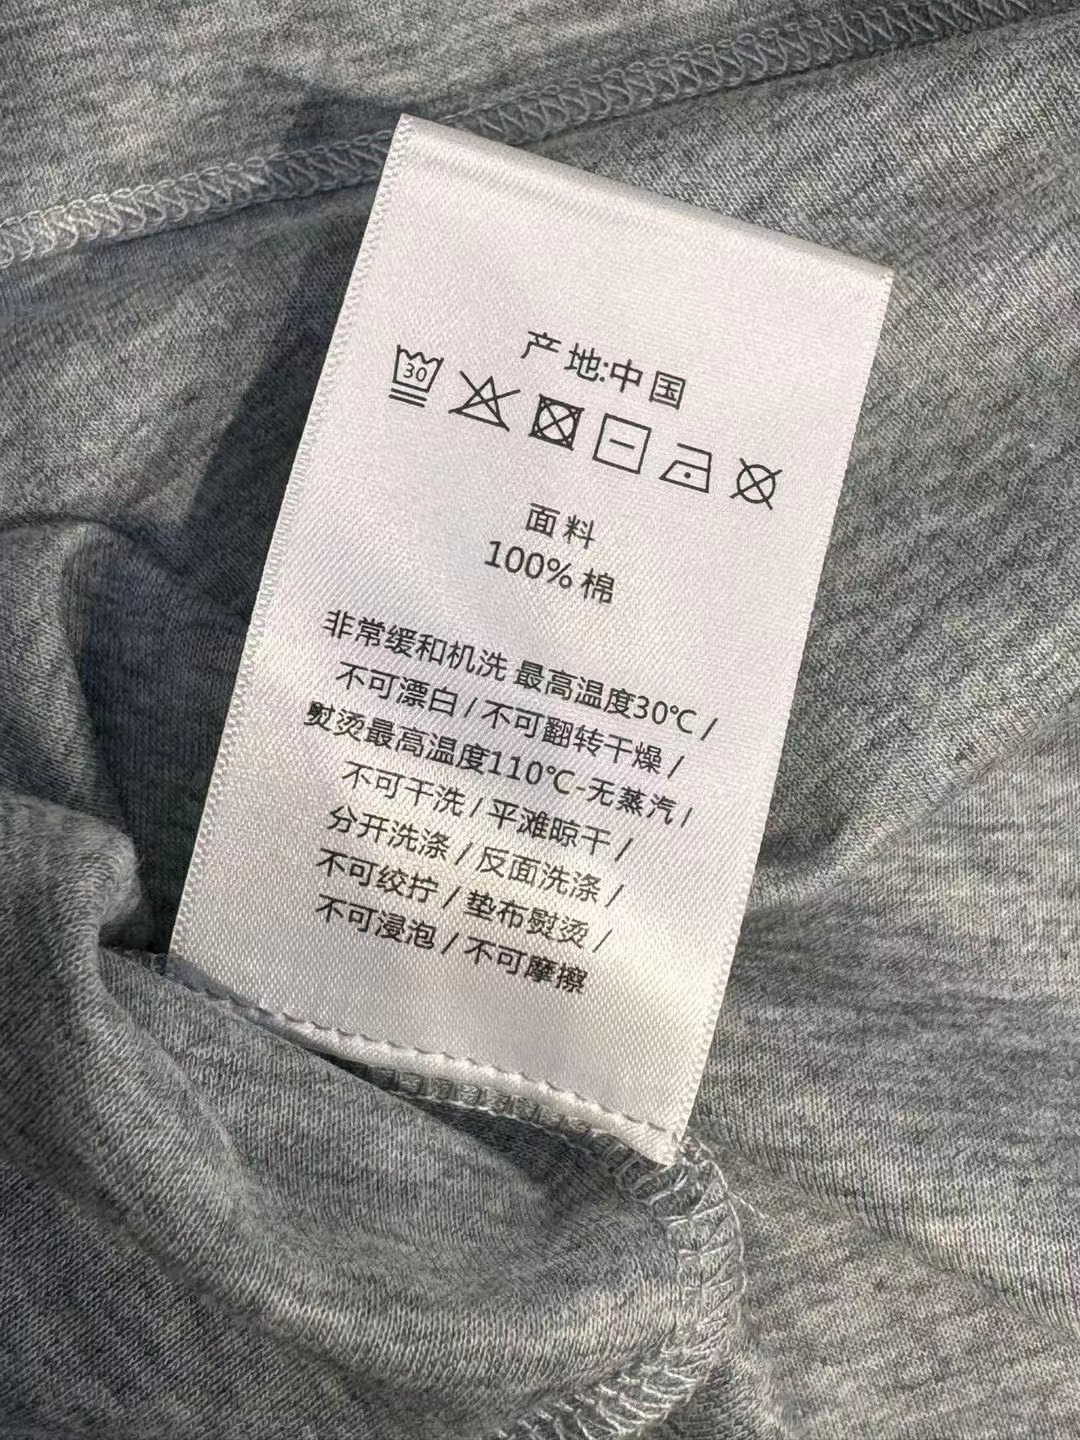 产地:中国
30
面料
100% 棉
非常缓和机洗 最高温度30℃ /
不可漂白 / 不可翻转干燥 /
熨烫最高温度110℃-无蒸汽 /
不可干洗 / 平滩晾干 /
分开洗涤 / 反面洗涤 /
不可绞拧 / 垫布熨烫 /
不可浸泡 / 不可摩擦